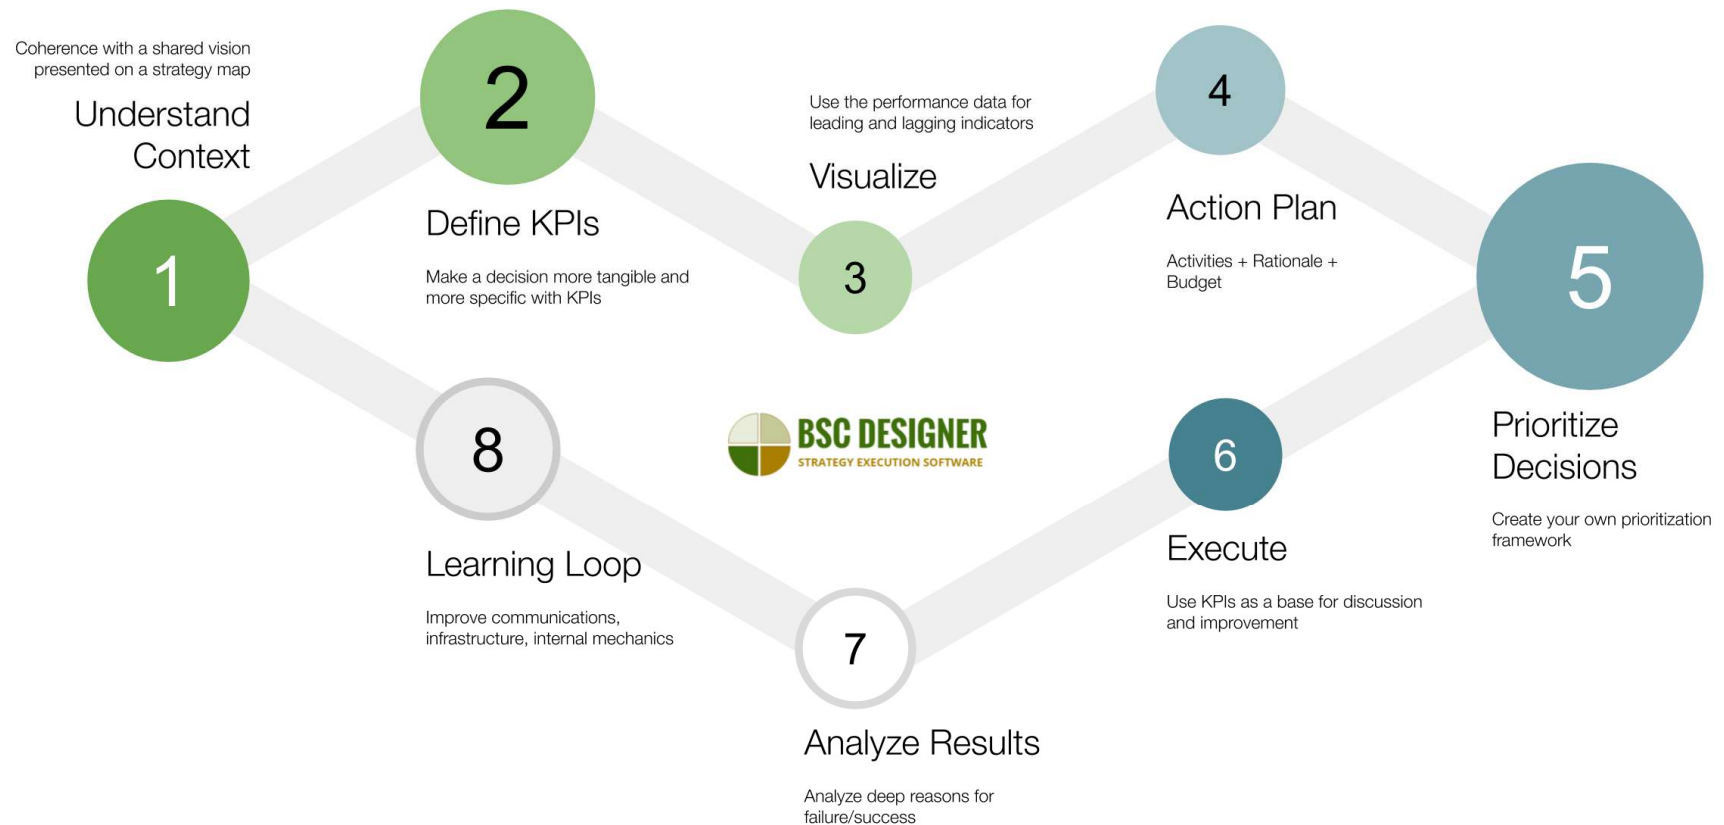 Coherence with a shared vision
presented on a strategy map
Understand
Context
1
2
Define KPIs
Make a decision more tangible and
more specific with KPIs
Use the performance data for
leading and lagging indicators
Visualize
3
4
Action Plan
Activities + Rationale +
Budget
5
Prioritize
Decisions
Create your own prioritization
framework
6
Execute
Use KPIs as a base for discussion
and improvement
7
Analyze Results
Analyze deep reasons for
failure/success
8
Learning Loop
Improve communications,
infrastructure, internal mechanics
BSC DESIGNER
STRATEGY EXECUTION SOFTWARE